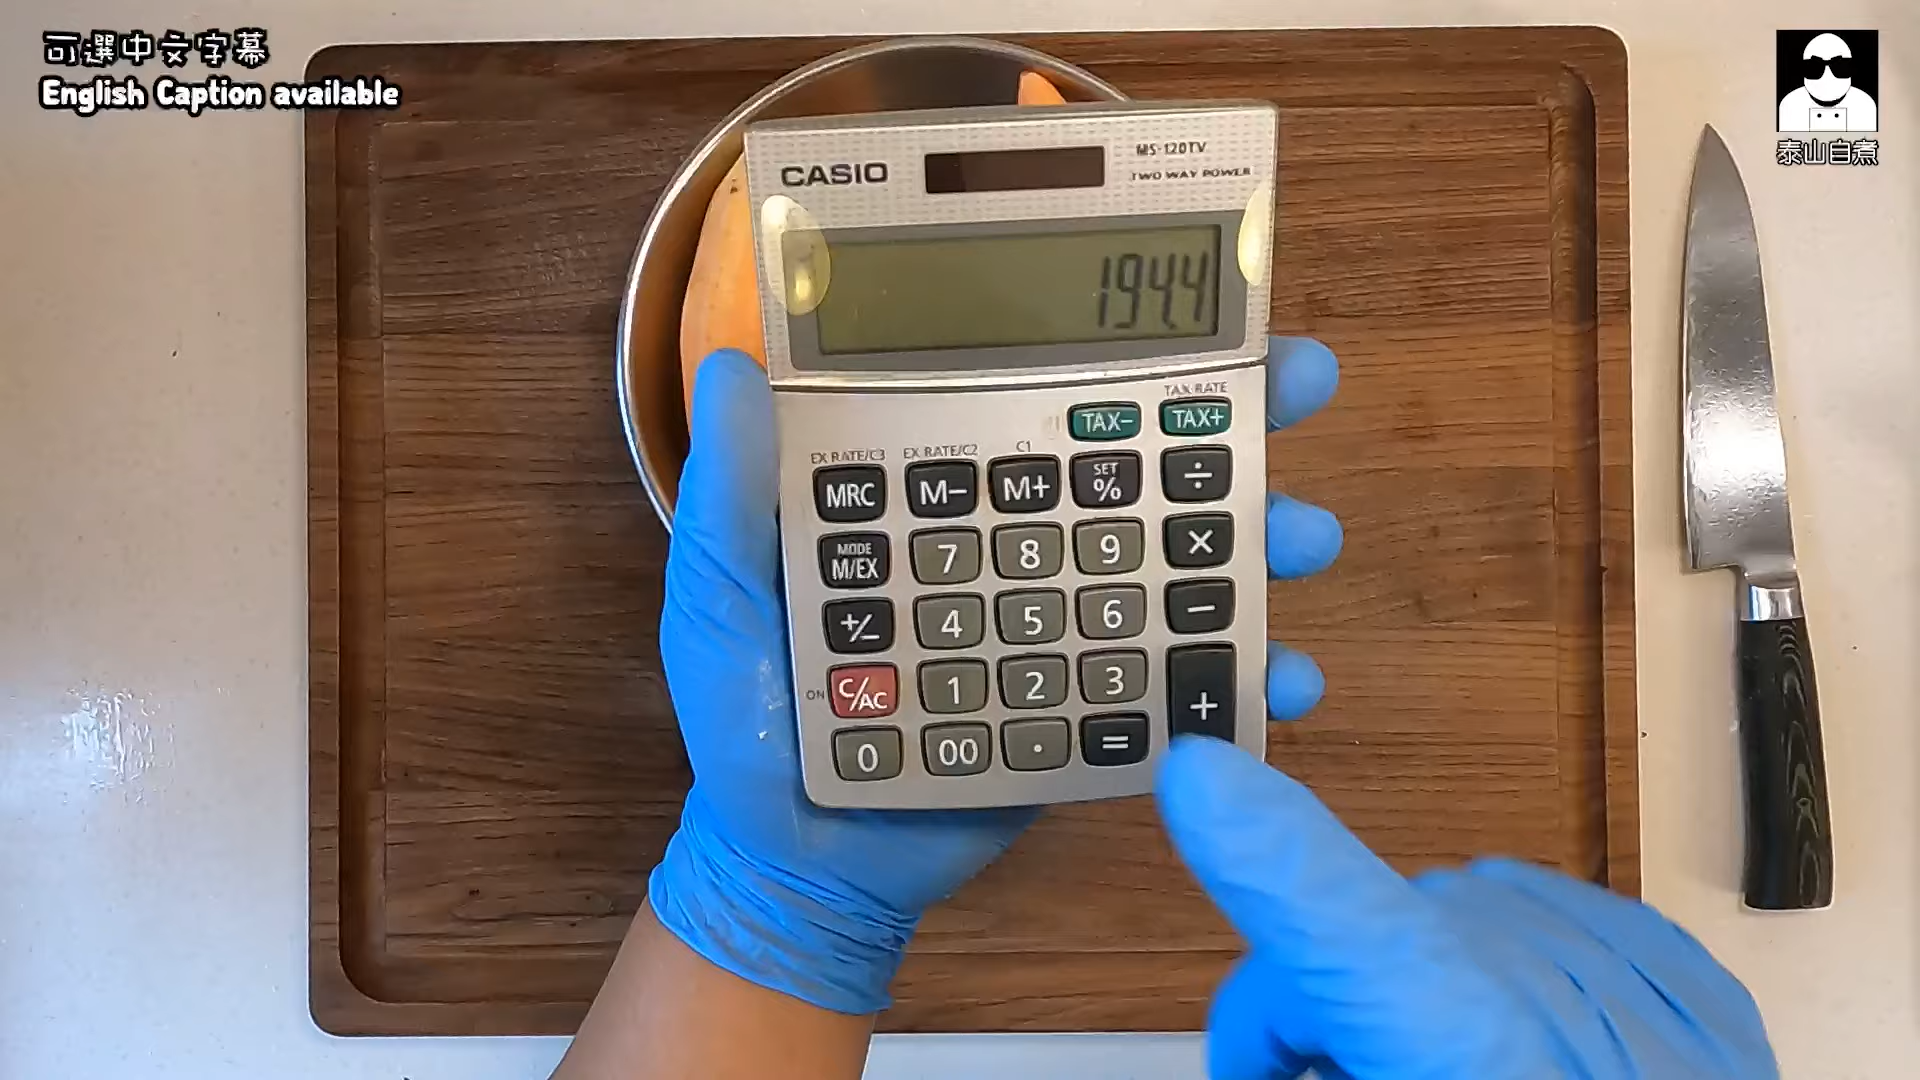 可選中文字幕
English Caption available
泰山自煮
CASIO
MS-120TV
TWO WAY POWER
194.4
TAX RATE
TAX− TAX+
EX RATE/C3 EX RATE/C2 C1 SET
MRC M− M+ % ÷
MODE
M/EX 7 8 9 ×
+/− 4 5 6 −
ON C/AC 1 2 3 +
0 00 · =